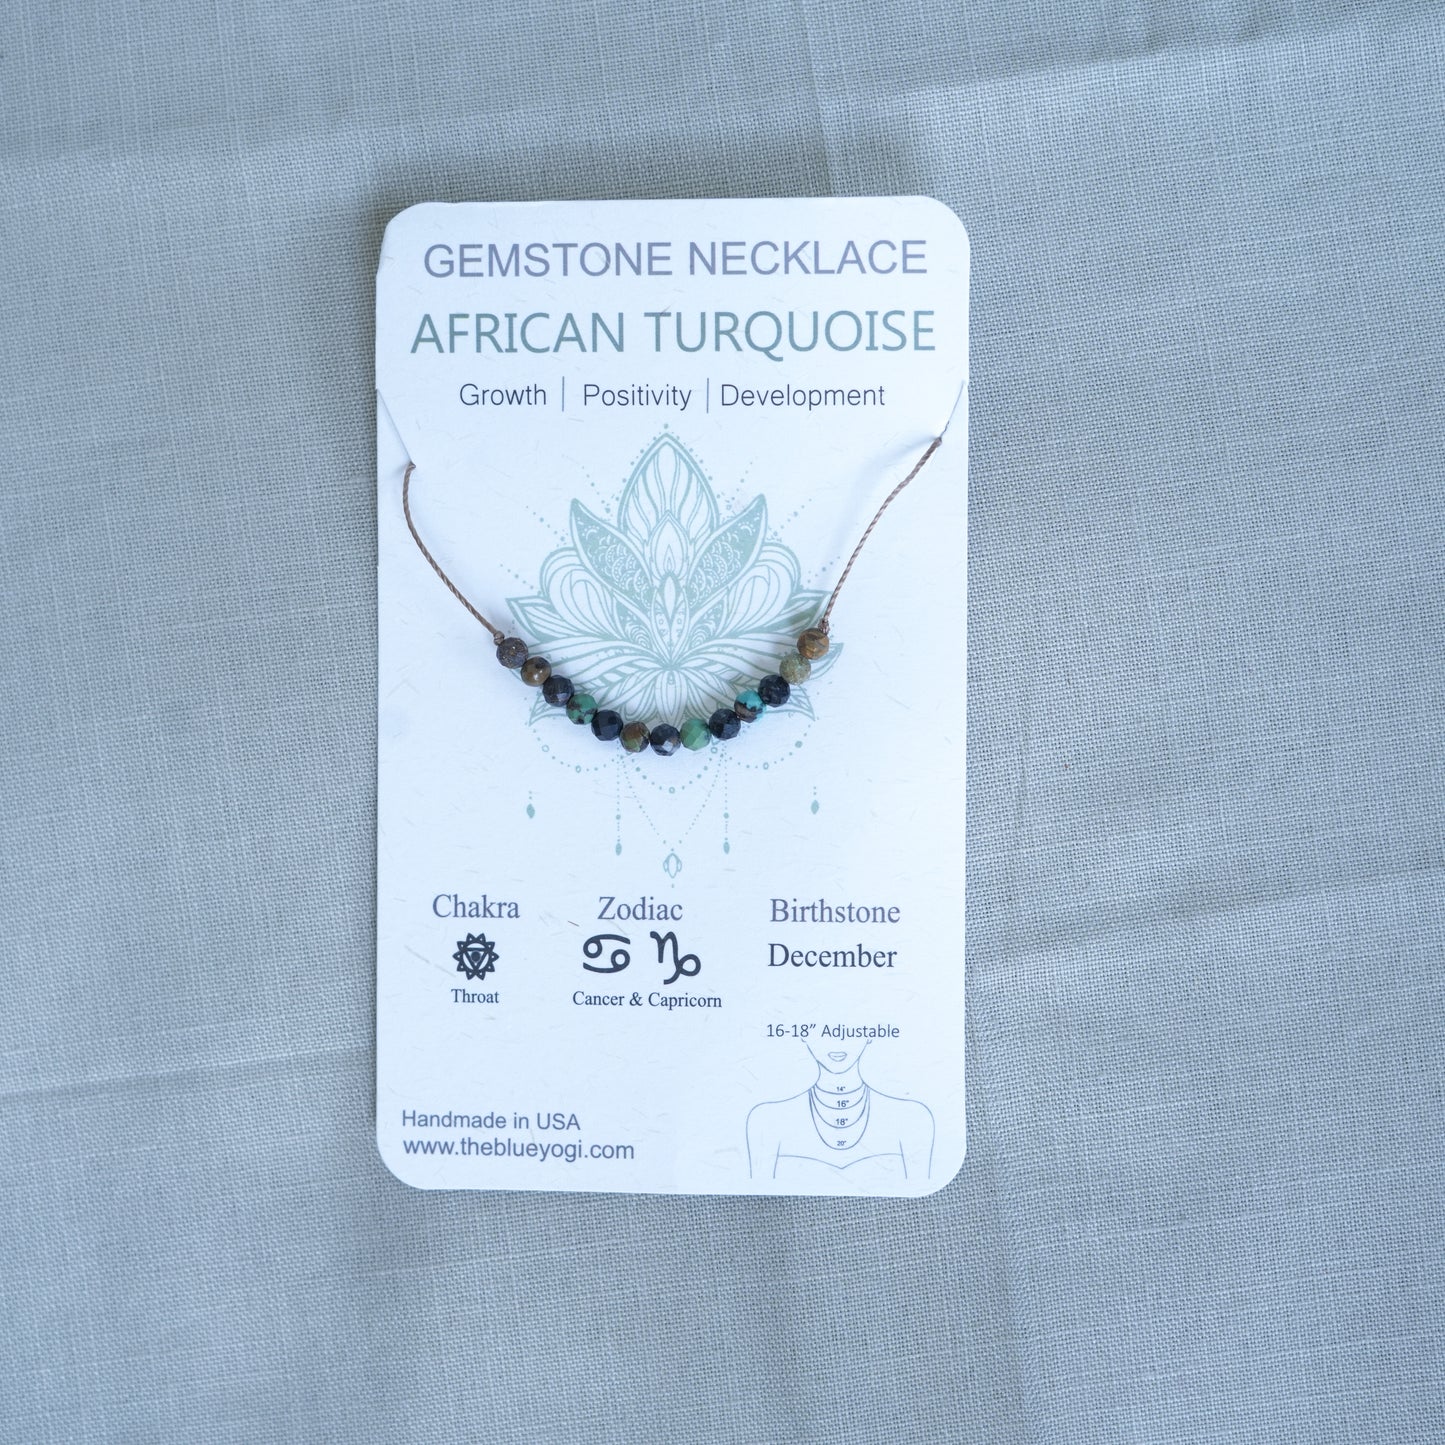 GEMSTONE NECKLACE
AFRICAN TURQUOISE
Growth | Positivity | Development
Chakra
Throat
Zodiac
♋ ♑
Cancer & Capricorn
Birthstone
December
16-18” Adjustable
14"
16"
18"
20"
Handmade in USA
www.theblueyogi.com